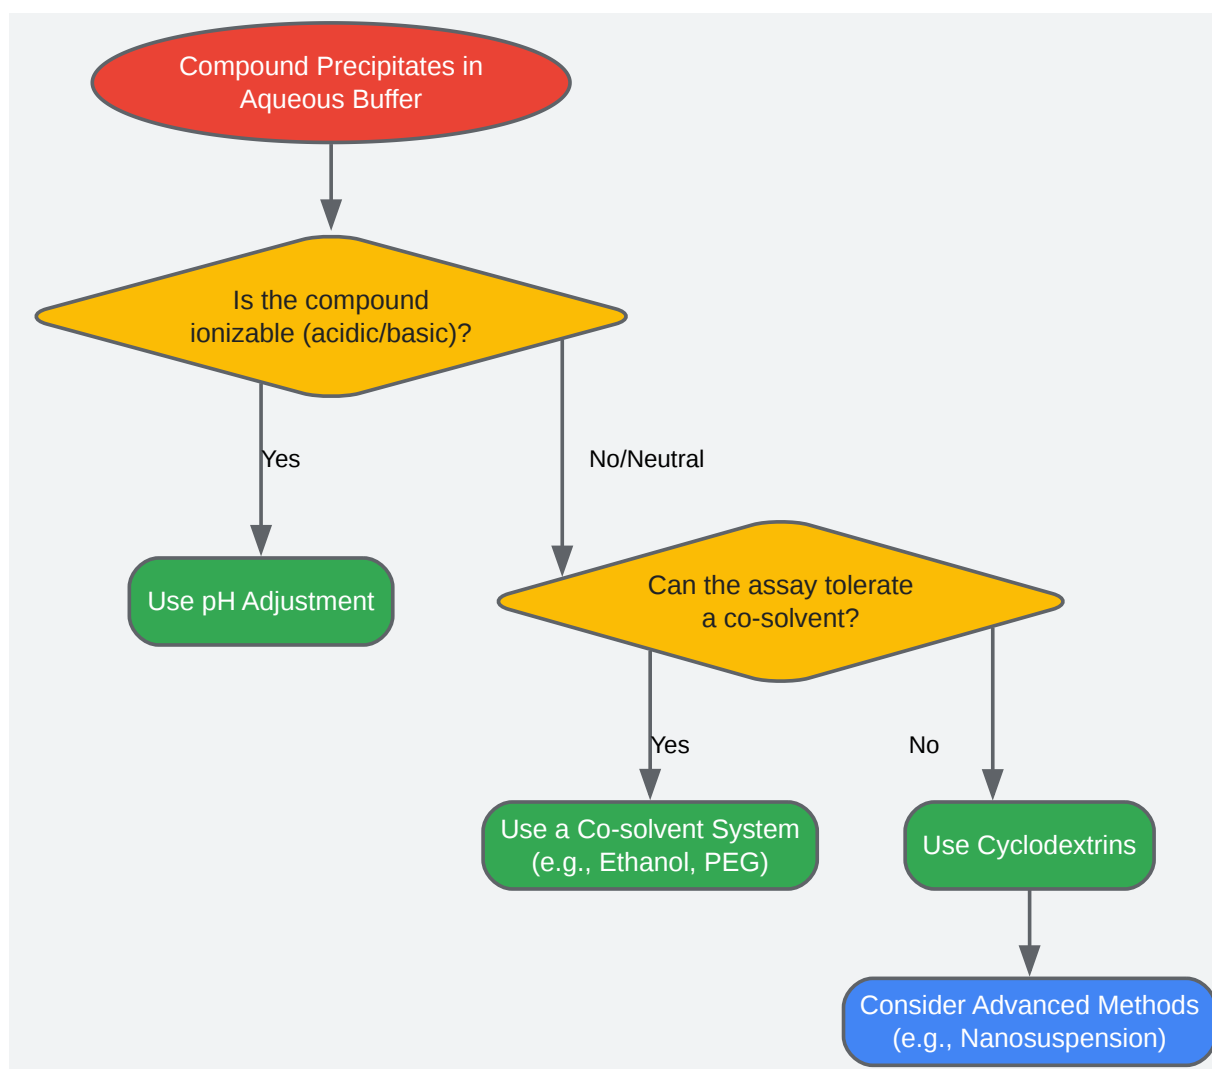 Compound Precipitates in
Aqueous Buffer
Is the compound
ionizable (acidic/basic)?
Yes
No/Neutral
Use pH Adjustment
Can the assay tolerate
a co-solvent?
Yes
No
Use a Co-solvent System
(e.g., Ethanol, PEG)
Use Cyclodextrins
Consider Advanced Methods
(e.g., Nanosuspension)